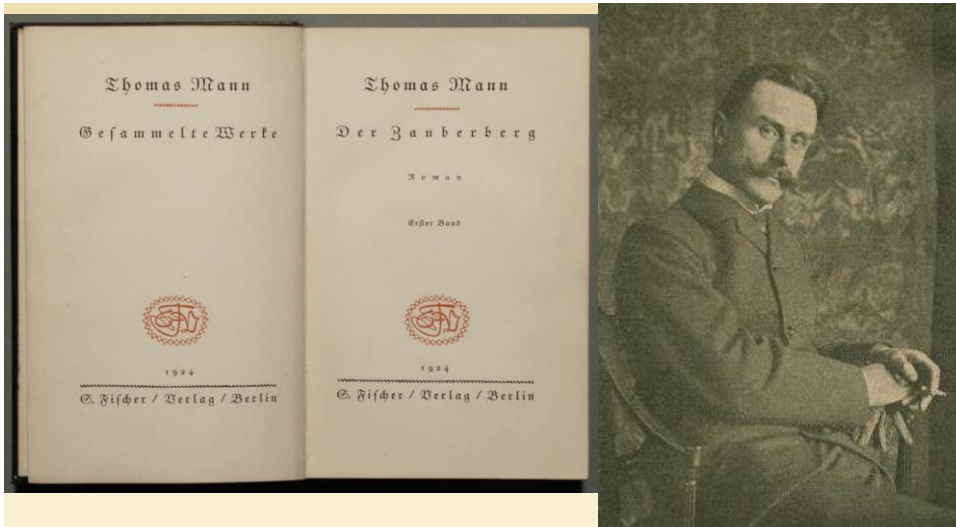 Thomas Mann
Gesammelte Werke
1924
S. Fischer / Verlag / Berlin
Thomas Mann
Der Zauberberg
Roman
Erster Band
1924
S. Fischer / Verlag / Berlin